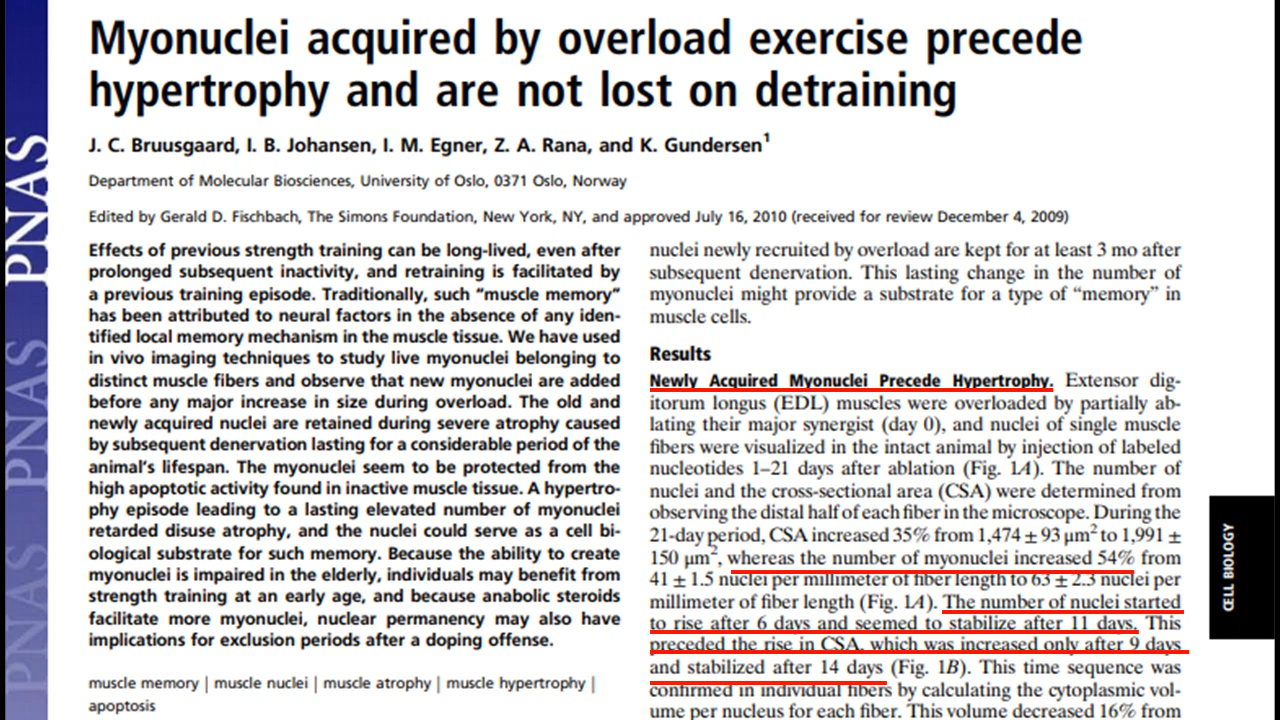 Myonuclei acquired by overload exercise precede
hypertrophy and are not lost on detraining
J. C. Bruusgaard, I. B. Johansen, I. M. Egner, Z. A. Rana, and K. Gundersen1
Department of Molecular Biosciences, University of Oslo, 0371 Oslo, Norway
Edited by Gerald D. Fischbach, The Simons Foundation, New York, NY, and approved July 16, 2010 (received for review December 4, 2009)
Effects of previous strength training can be long-lived, even after
prolonged subsequent inactivity, and retraining is facilitated by
a previous training episode. Traditionally, such “muscle memory”
has been attributed to neural factors in the absence of any iden-
tified local memory mechanism in the muscle tissue. We have used
in vivo imaging techniques to study live myonuclei belonging to
distinct muscle fibers and observe that new myonuclei are added
before any major increase in size during overload. The old and
newly acquired nuclei are retained during severe atrophy caused
by subsequent denervation lasting for a considerable period of the
animal’s lifespan. The myonuclei seem to be protected from the
high apoptotic activity found in inactive muscle tissue. A hypertro-
phy episode leading to a lasting elevated number of myonuclei
retarded disuse atrophy, and the nuclei could serve as a cell bi-
ological substrate for such memory. Because the ability to create
myonuclei is impaired in the elderly, individuals may benefit from
strength training at an early age, and because anabolic steroids
facilitate more myonuclei, nuclear permanency may also have
implications for exclusion periods after a doping offense.
muscle memory | muscle nuclei | muscle atrophy | muscle hypertrophy |
apoptosis
nuclei newly recruited by overload are kept for at least 3 mo after
subsequent denervation. This lasting change in the number of
myonuclei might provide a substrate for a type of “memory” in
muscle cells.
Results
Newly Acquired Myonuclei Precede Hypertrophy. Extensor dig-
itorum longus (EDL) muscles were overloaded by partially ab-
lating their major synergist (day 0), and nuclei of single muscle
fibers were visualized in the intact animal by injection of labeled
nucleotides 1–21 days after ablation (Fig. 1A). The number of
nuclei and the cross-sectional area (CSA) were determined from
observing the distal half of each fiber in the microscope. During the
21-day period, CSA increased 35% from 1,474 ± 93 μm2 to 1,991 ±
150 μm2, whereas the number of myonuclei increased 54% from
41 ± 1.5 nuclei per millimeter of fiber length to 63 ± 2.3 nuclei per
millimeter of fiber length (Fig. 1A). The number of nuclei started
to rise after 6 days and seemed to stabilize after 11 days. This
preceded the rise in CSA, which was increased only after 9 days
and stabilized after 14 days (Fig. 1B). This time sequence was
confirmed in individual fibers by calculating the cytoplasmic vol-
ume per nucleus for each fiber. This volume decreased 16% from
PNAS
PNAS
PNAS
CELL BIOLOGY